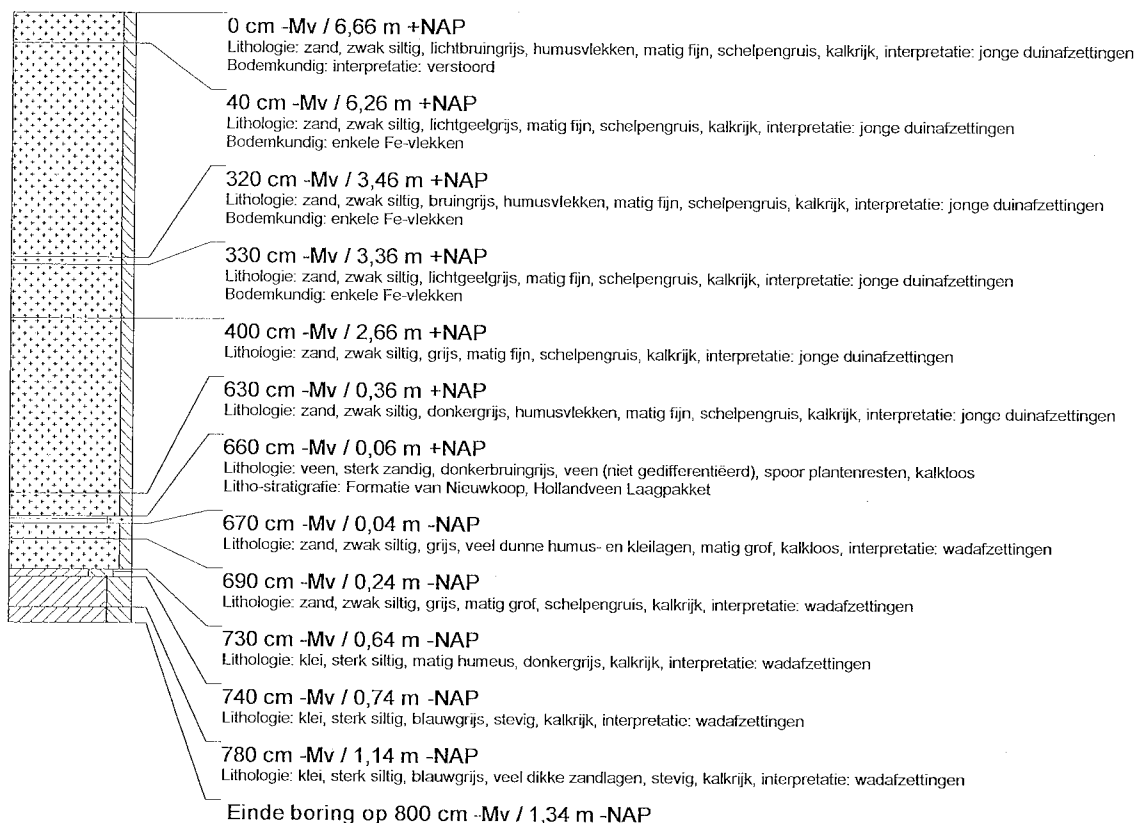 0 cm -Mv / 6,66 m +NAP
Lithologie: zand, zwak siltig, lichtbruingrijs, humusvlekken, matig fijn, schelpengruis, kalkrijk, interpretatie: jonge duinafzettingen
Bodemkundig: interpretatie: verstoord
40 cm -Mv / 6,26 m +NAP
Lithologie: zand, zwak siltig, lichtgeelgrijs, matig fijn, schelpengruis, kalkrijk, interpretatie: jonge duinafzettingen
Bodemkundig: enkele Fe-vlekken
320 cm -Mv / 3,46 m +NAP
Lithologie: zand, zwak siltig, bruingrijs, humusvlekken, matig fijn, schelpengruis, kalkrijk, interpretatie: jonge duinafzettingen
Bodemkundig: enkele Fe-vlekken
330 cm -Mv / 3,36 m +NAP
Lithologie: zand, zwak siltig, lichtgeelgrijs, matig fijn, schelpengruis, kalkrijk, interpretatie: jonge duinafzettingen
Bodemkundig: enkele Fe-vlekken
400 cm -Mv / 2,66 m +NAP
Lithologie: zand, zwak siltig, grijs, matig fijn, schelpengruis, kalkrijk, interpretatie: jonge duinafzettingen
630 cm -Mv / 0,36 m +NAP
Lithologie: zand, zwak siltig, donkergrijs, humusvlekken, matig fijn, schelpengruis, kalkrijk, interpretatie: jonge duinafzettingen
660 cm -Mv / 0,06 m +NAP
Lithologie: veen, sterk zandig, donkerbruingrijs, veen (niet gedifferentiëerd), spoor plantenresten, kalkloos
Litho-stratigrafie: Formatie van Nieuwkoop, Hollandveen Laagpakket
670 cm -Mv / 0,04 m -NAP
Lithologie: zand, zwak siltig, grijs, veel dunne humus- en kleilagen, matig grof, kalkloos, interpretatie: wadafzettingen
690 cm -Mv / 0,24 m -NAP
Lithologie: zand, zwak siltig, grijs, matig grof, schelpengruis, kalkrijk, interpretatie: wadafzettingen
730 cm -Mv / 0,64 m -NAP
Lithologie: klei, sterk siltig, matig humeus, donkergrijs, kalkrijk, interpretatie: wadafzettingen
740 cm -Mv / 0,74 m -NAP
Lithologie: klei, sterk siltig, blauwgrijs, stevig, kalkrijk, interpretatie: wadafzettingen
780 cm -Mv / 1,14 m -NAP
Lithologie: klei, sterk siltig, blauwgrijs, veel dikke zandlagen, stevig, kalkrijk, interpretatie: wadafzettingen
Einde boring op 800 cm -Mv / 1,34 m -NAP